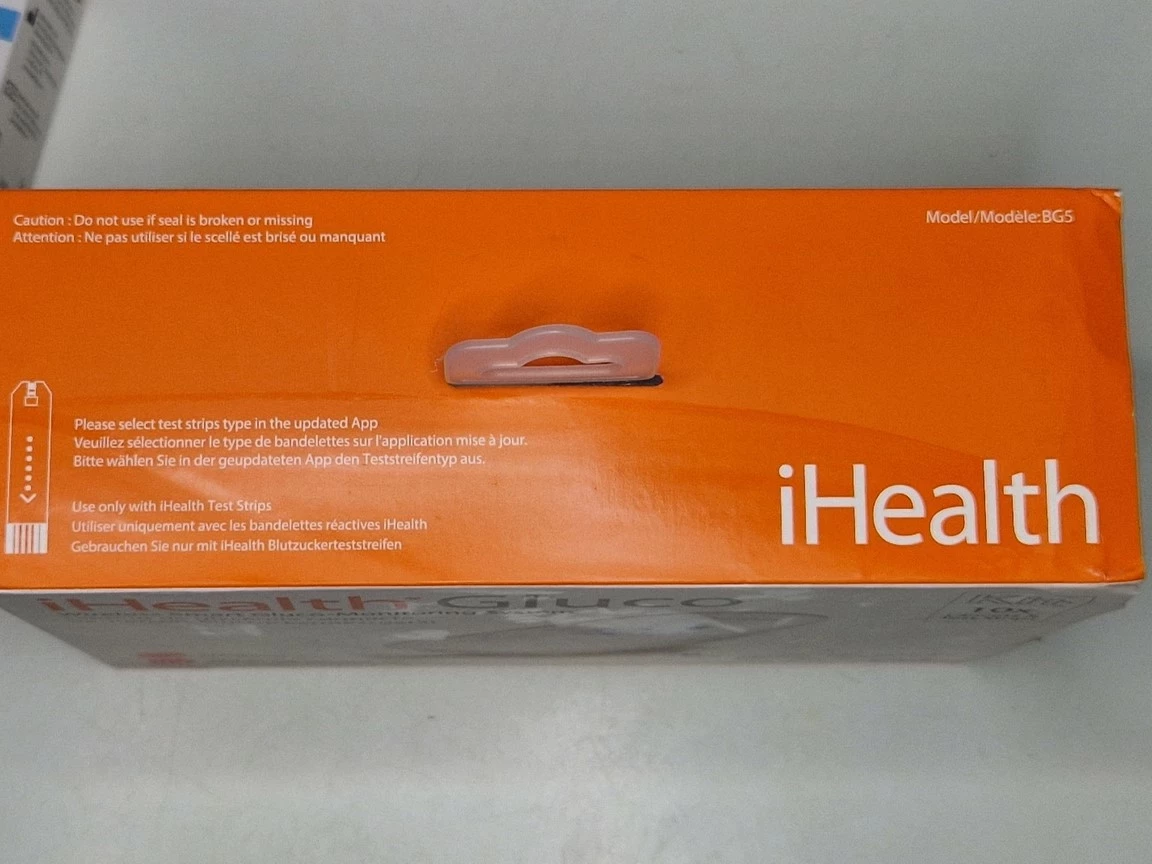 Caution : Do not use if seal is broken or missing
Attention : Ne pas utiliser si le scellé est brisé ou manquant
Model/Modèle:BG5
Please select test strips type in the updated App
Veuillez sélectionner le type de bandelettes sur l'application mise à jour.
Bitte wählen Sie in der geupdateten App den Teststreifentyp aus.
Use only with iHealth Test Strips
Utiliser uniquement avec les bandelettes réactives iHealth
Gebrauchen Sie nur mit iHealth Blutzuckerteststreifen
iHealth
iHealth Gluco
10X